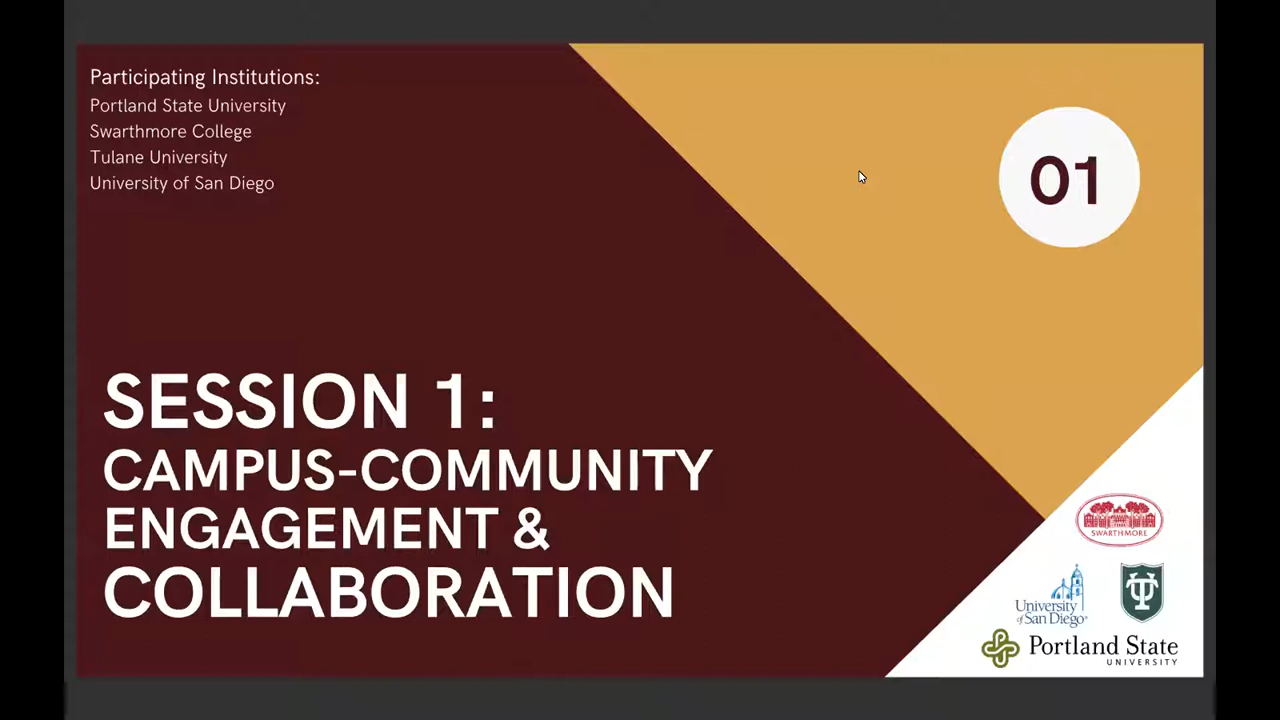 Participating Institutions:
Portland State University
Swarthmore College
Tulane University
University of San Diego
01
SESSION 1:
CAMPUS-COMMUNITY
ENGAGEMENT &
COLLABORATION
SWARTHMORE
University
of San Diego
TU
Portland State
UNIVERSITY